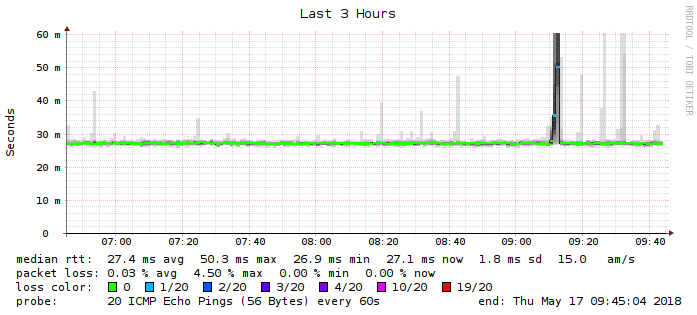 Last 3 Hours
RRDTOOL / TOBI OETIKER
Seconds
60 m
50 m
40 m
30 m
20 m
10 m
0
07:00 07:20 07:40 08:00 08:20 08:40 09:00 09:20 09:40
median rtt: 27.4 ms avg 50.3 ms max 26.9 ms min 27.1 ms now 1.8 ms sd 15.0 am/s
packet loss: 0.03 % avg 4.50 % max 0.00 % min 0.00 % now
loss color: 0 1/20 2/20 3/20 4/20 10/20 19/20
probe: 20 ICMP Echo Pings (56 Bytes) every 60s end: Thu May 17 09:45:04 2018